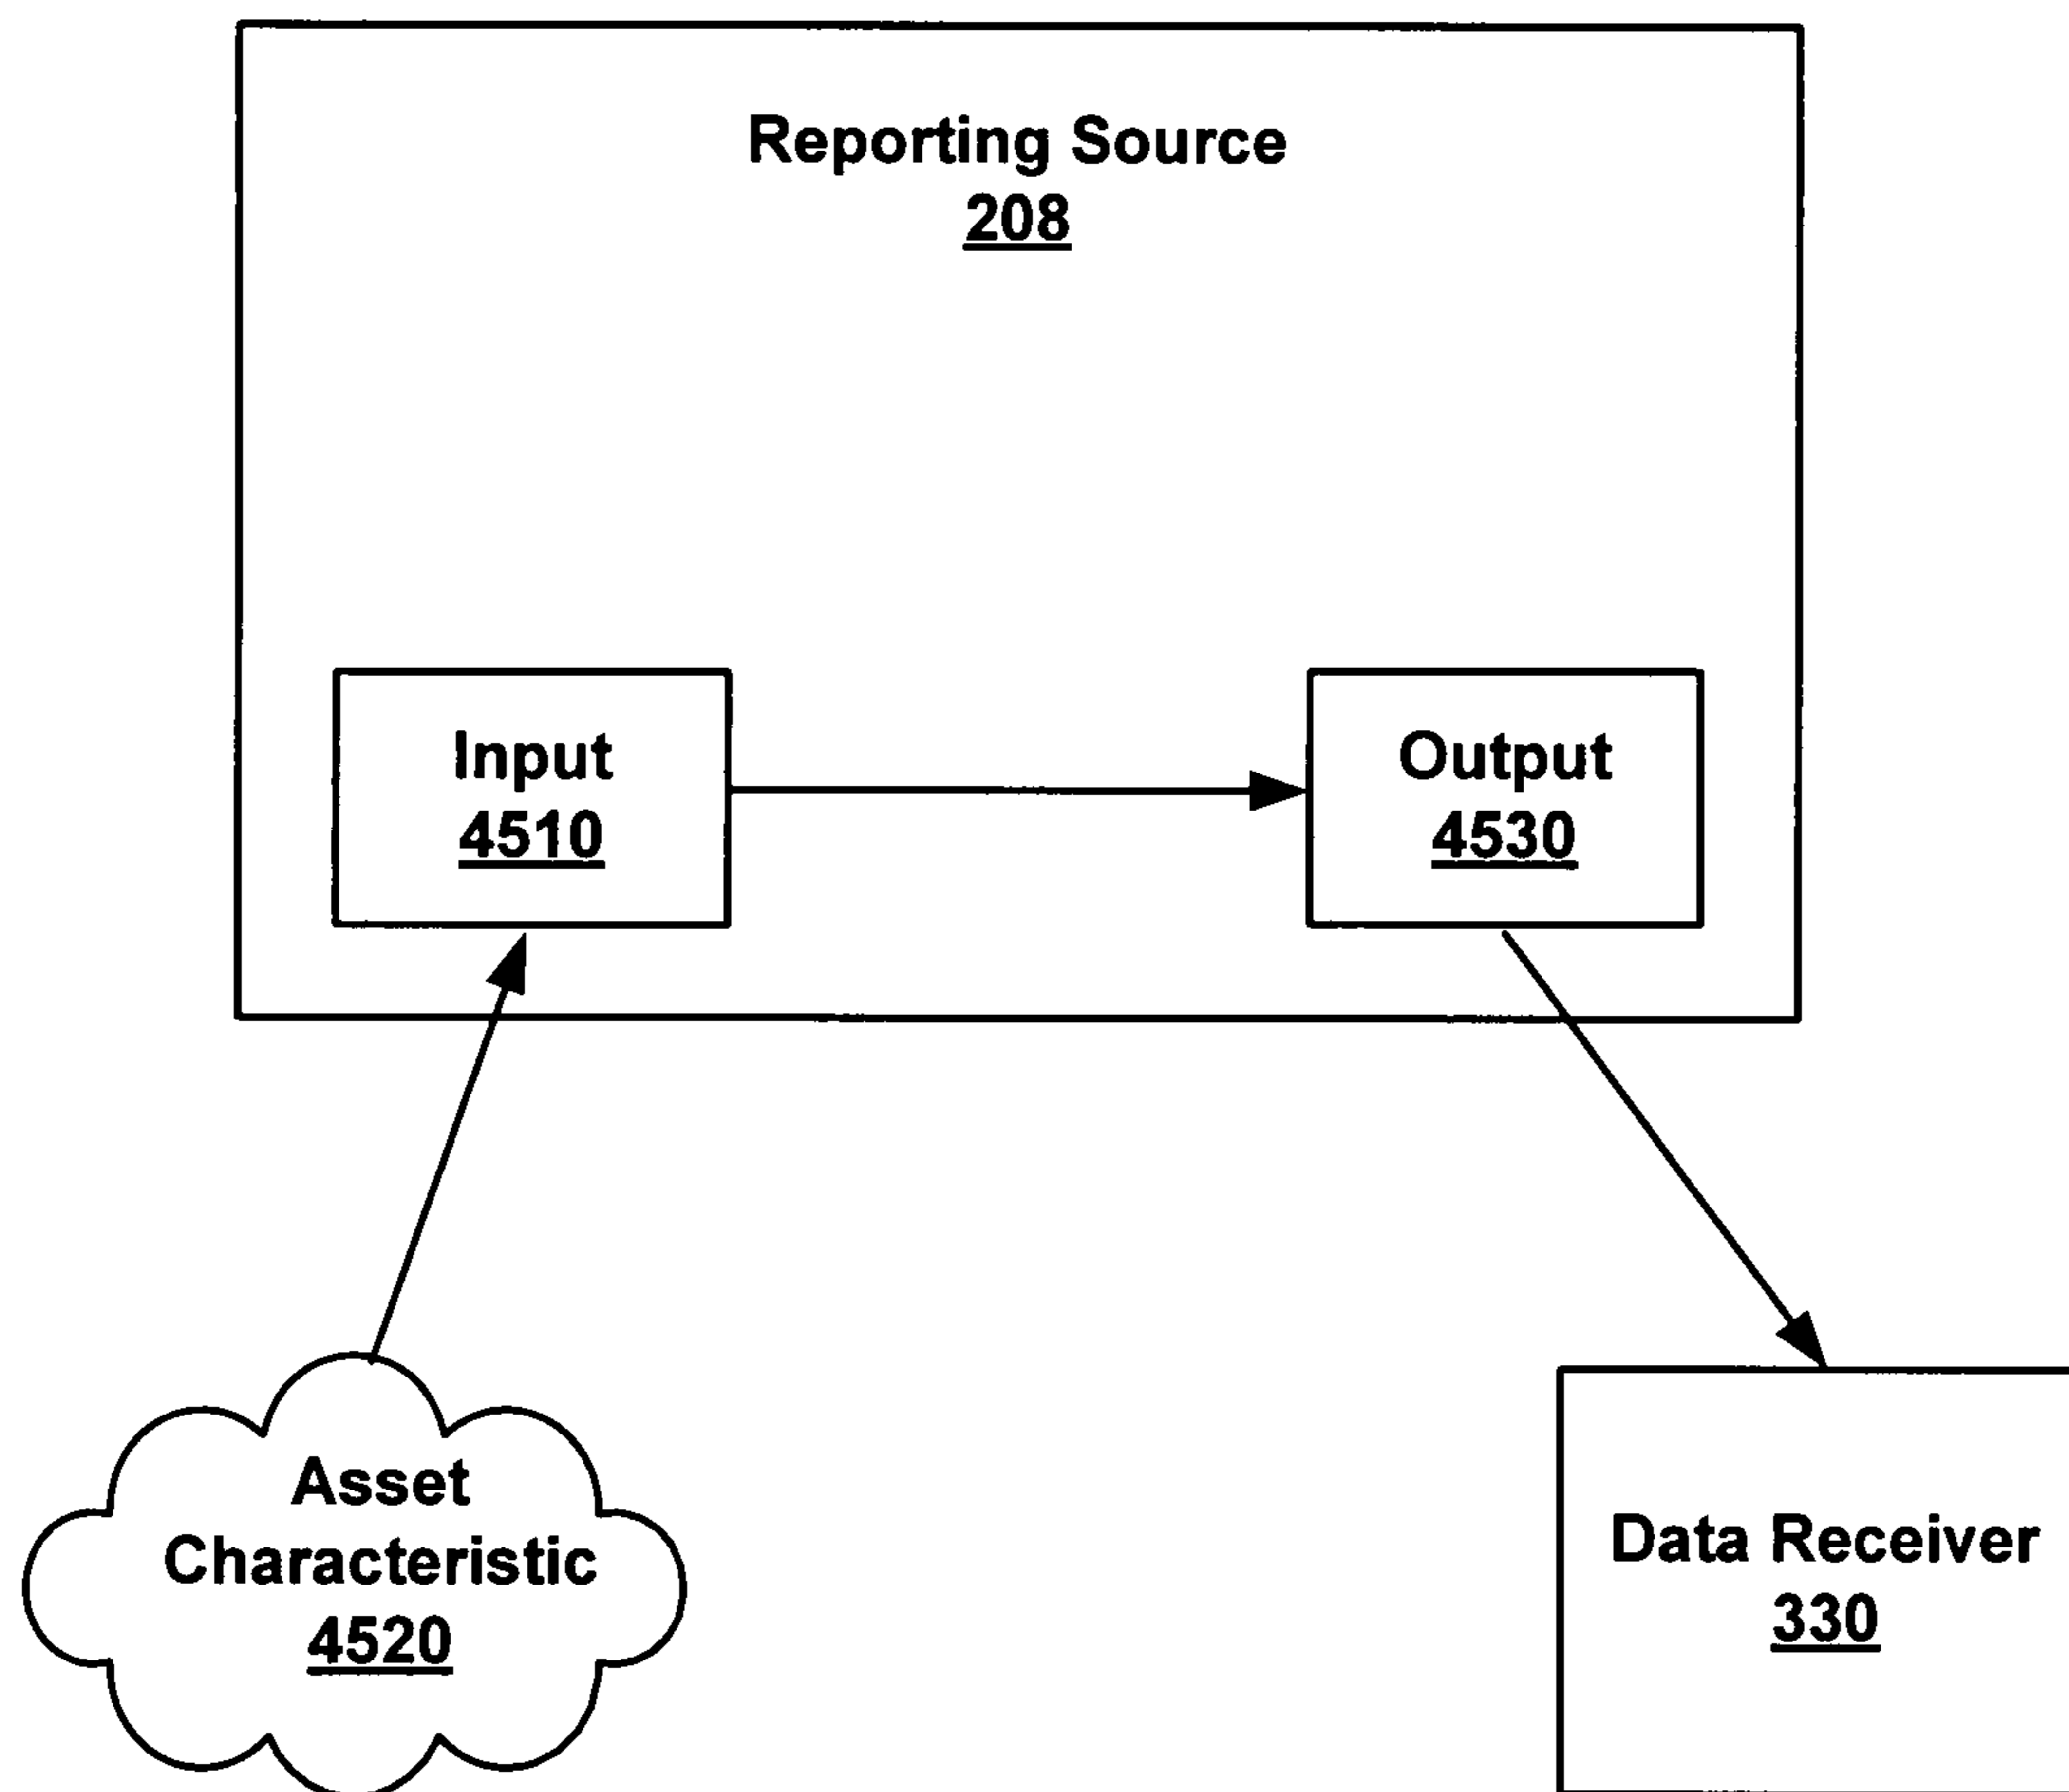 Reporting Source
208
Input
4510
Output
4530
Asset
Characteristic
4520
Data Receiver
330